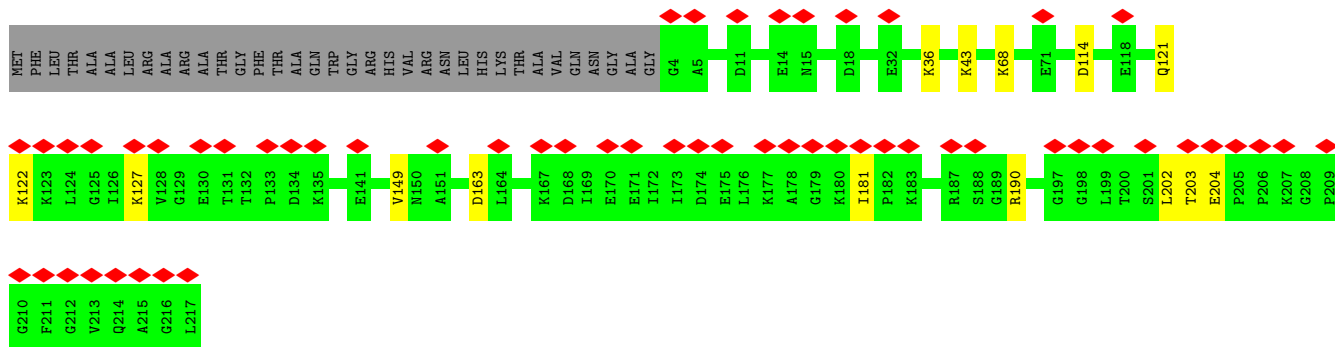 MET PHE LEU THR ALA ALA LEU ARG ALA ARG ALA THR GLY PHE THR ALA GLN TRP GLY ARG HIS VAL ARG ASN LEU HIS LYS THR ALA VAL GLN ASN GLY ALA GLY G4 A5 D11 E14 N15 D18 E32 K36 K43 K68 E71 D114 E118 Q121
K122 K123 L124 G125 I126 K127 V128 G129 E130 T131 T132 P133 D134 K135 E141 V149 N150 A151 D163 L164 K167 D168 I169 E170 E171 I172 I173 D174 E175 L176 K177 A178 G179 K180 I181 P182 K183 R187 S188 G189 R190 G197 G198 L199 T200 S201 L202 T203 E204 P205 P206 K207 G208 P209
G210 F211 G212 V213 Q214 A215 G216 L217